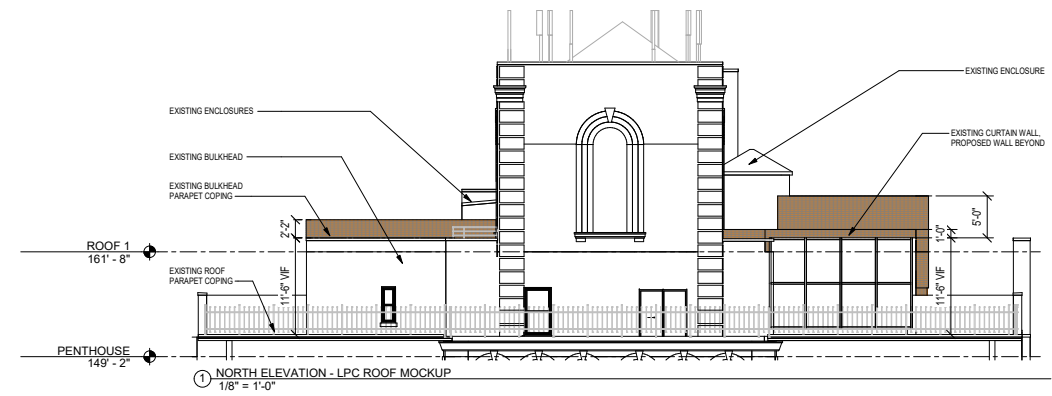 EXISTING ENCLOSURE
EXISTING ENCLOSURES
EXISTING CURTAIN WALL,
PROPOSED WALL BEYOND
EXISTING BULKHEAD
EXISTING BULKHEAD
PARAPET COPING
2'-2"
5'-0"
1'-0"
ROOF 1
161' - 8"
EXISTING ROOF
PARAPET COPING
11'-6" VIF
11'-6" VIF
PENTHOUSE
149' - 2"
1
NORTH ELEVATION - LPC ROOF MOCKUP
1/8" = 1'-0"